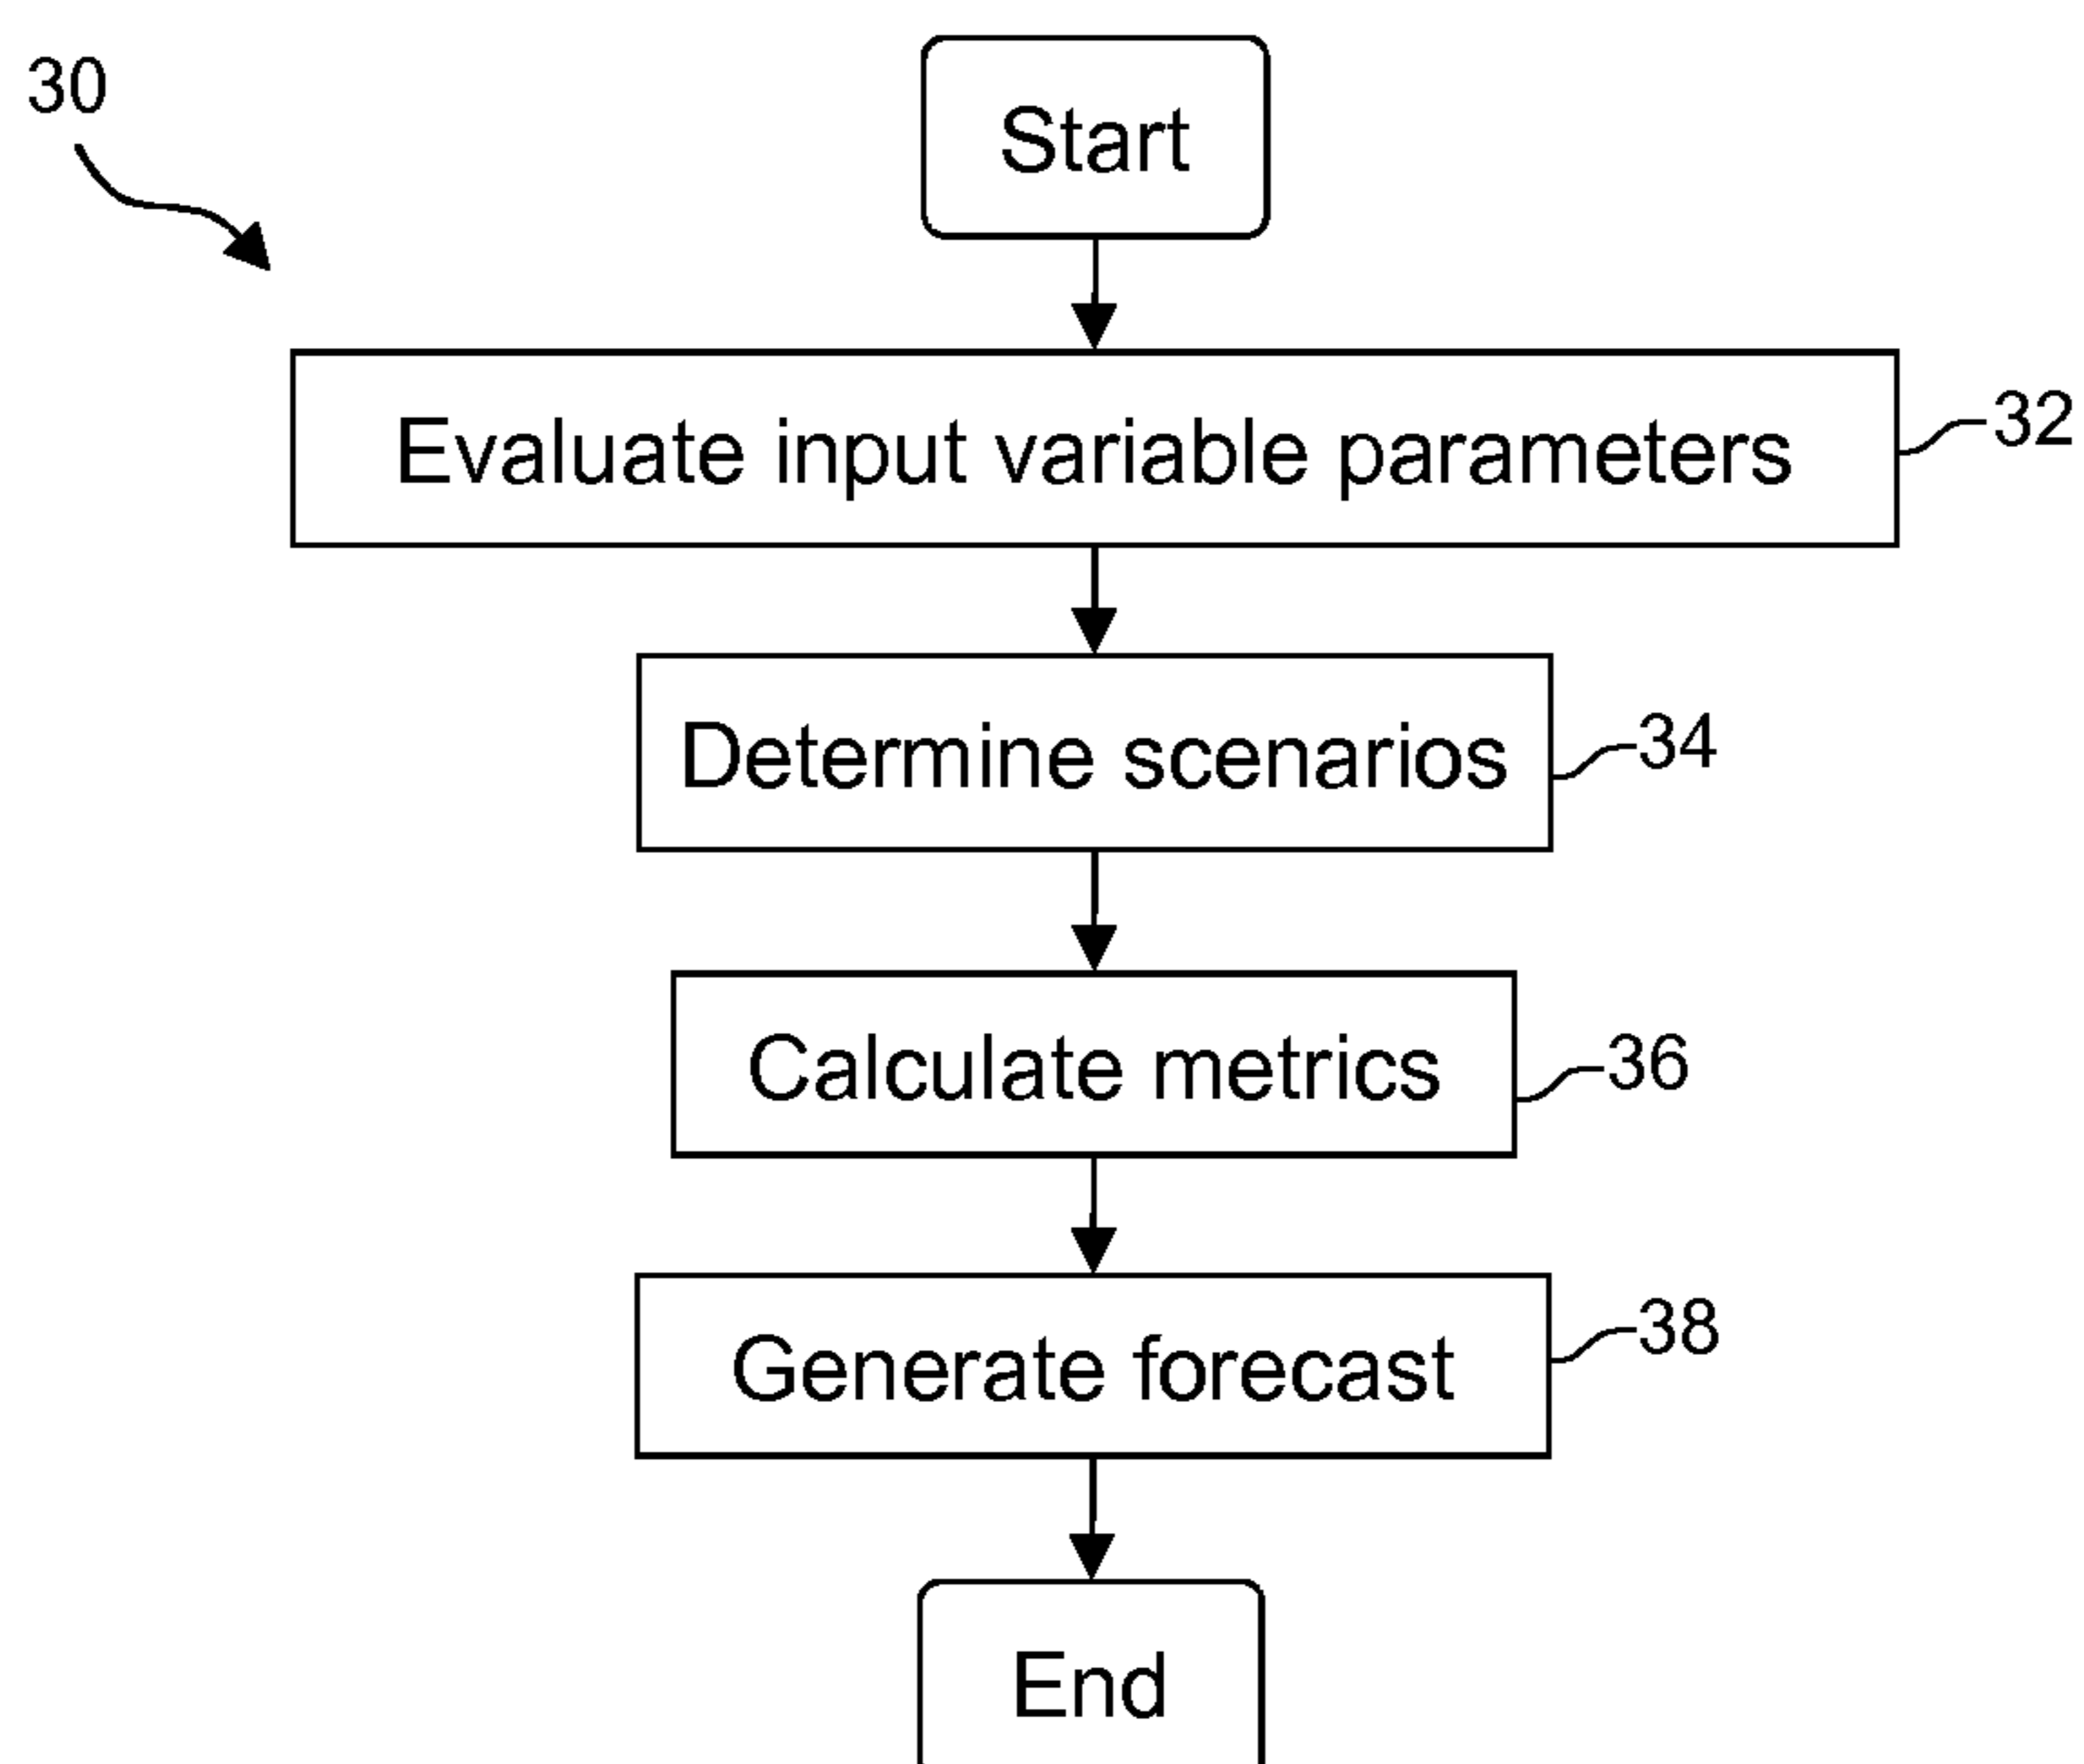 30
Start
Evaluate input variable parameters
32
Determine scenarios
34
Calculate metrics
36
Generate forecast
38
End